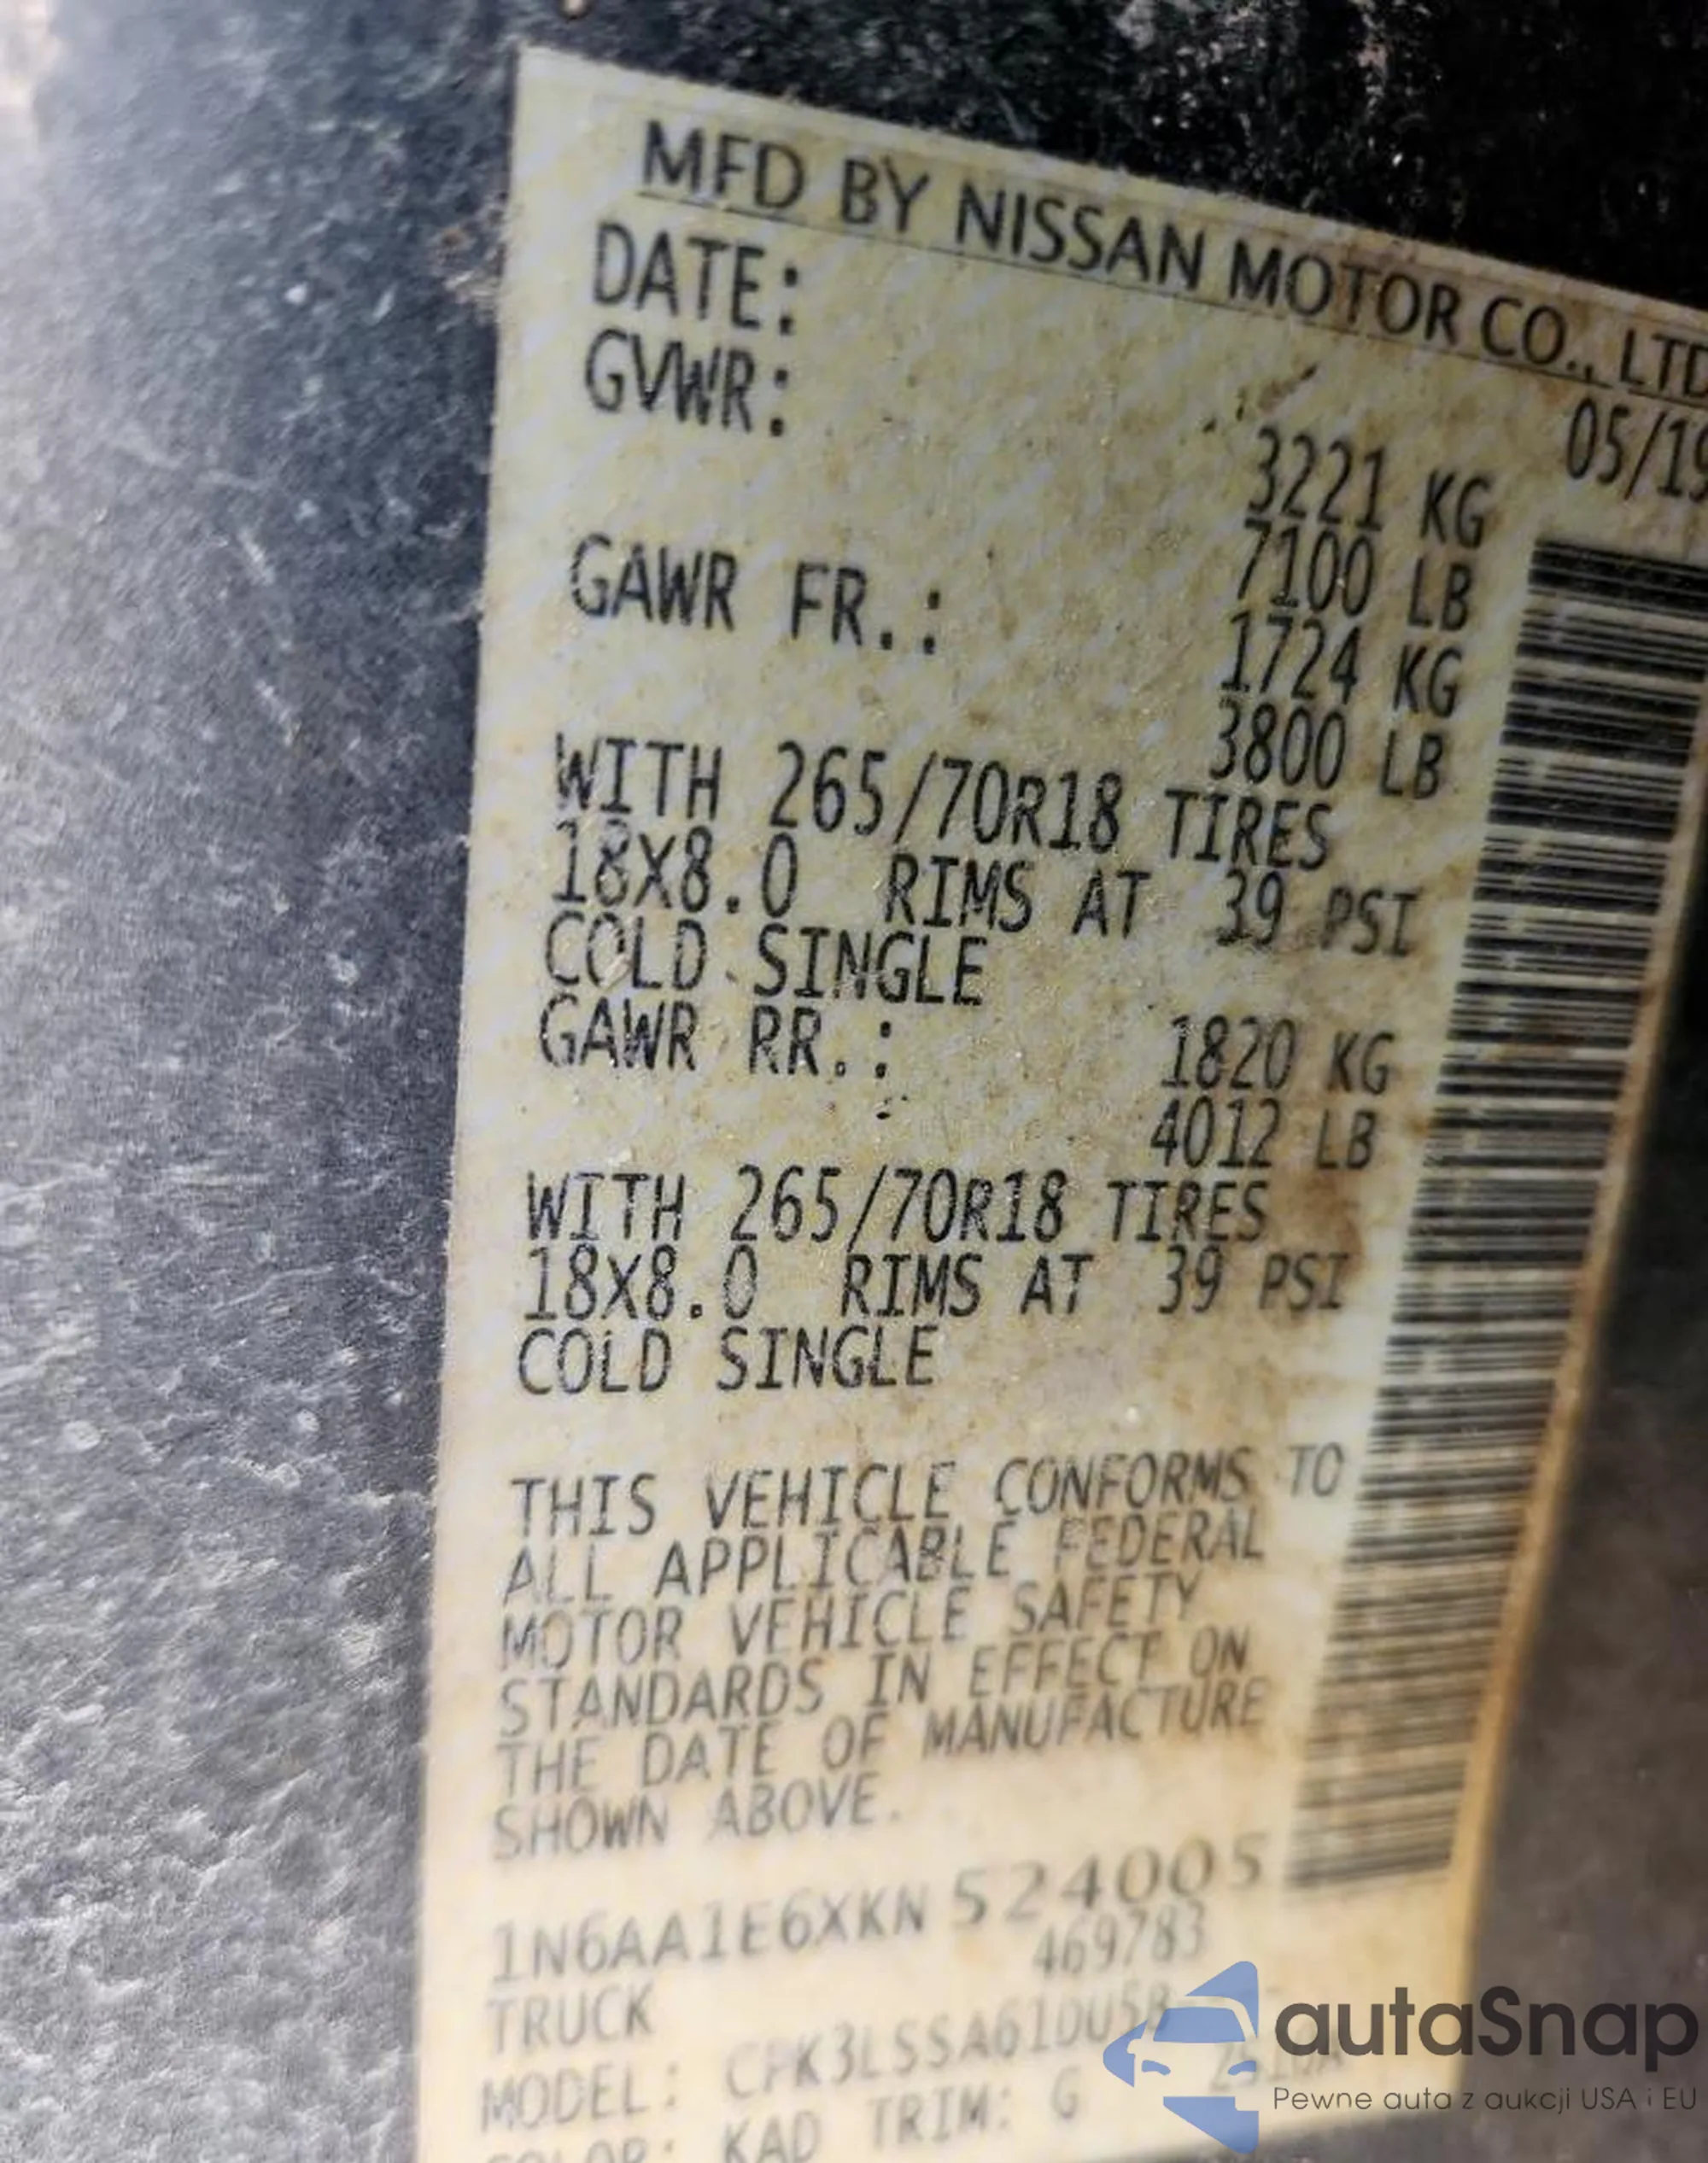 MFD BY NISSAN MOTOR CO., LTD
DATE: 05/19
GVWR: 3221 KG
7100 LB
GAWR FR.: 1724 KG
3800 LB
WITH 265/70R18 TIRES
18X8.0 RIMS AT 39 PSI
COLD SINGLE
GAWR RR.: 1820 KG
4012 LB
WITH 265/70R18 TIRES
18X8.0 RIMS AT 39 PSI
COLD SINGLE
THIS VEHICLE CONFORMS TO
ALL APPLICABLE FEDERAL
MOTOR VEHICLE SAFETY
STANDARDS IN EFFECT ON
THE DATE OF MANUFACTURE
SHOWN ABOVE.
1N6AA1E6XKN524005
TRUCK 469783
MODEL:
COLOR: KAD TRIM: G
autaSnap
Pewne auta z aukcji USA i EU